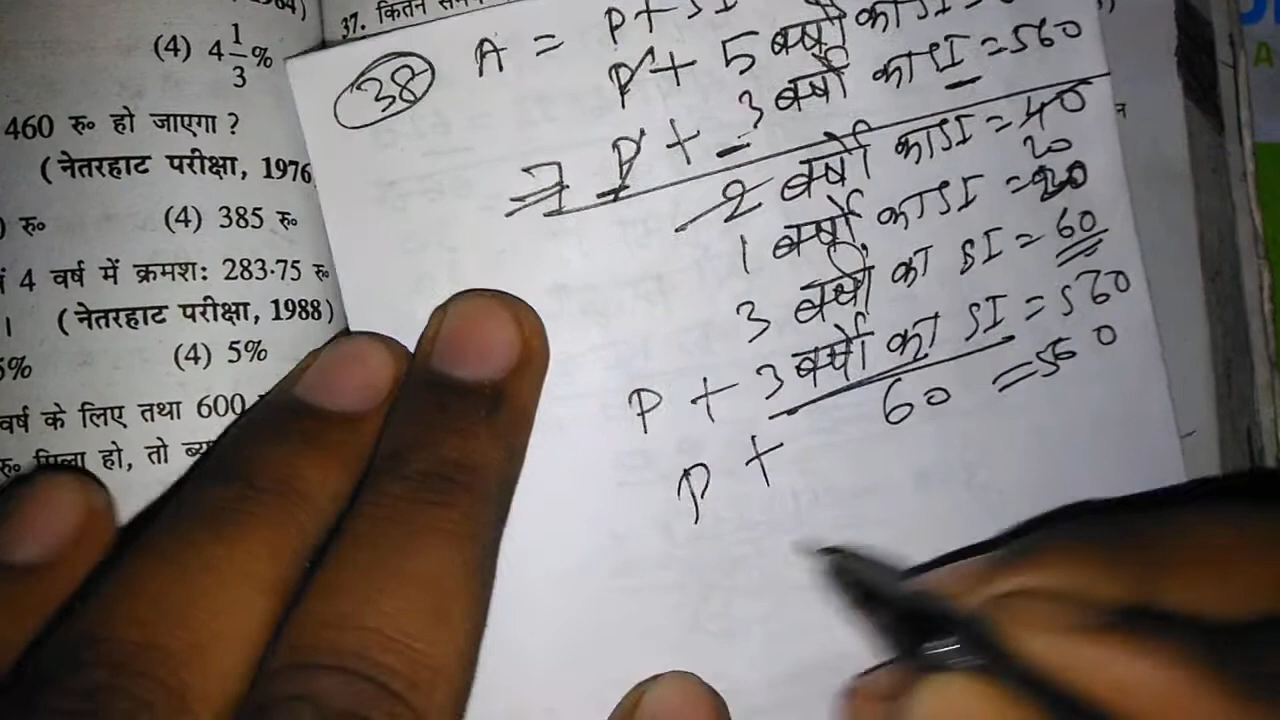 (4) 4 1/3 %
460 रु० हो जाएगा ?
(नेतरहाट परीक्षा, 1976
) रु० (4) 385 रु०
4 वर्ष में क्रमशः 283·75 रु०
। (नेतरहाट परीक्षा, 1988)
% (4) 5%
वर्ष के लिए तथा 600
रु० मिला हो, तो
37. कितने
38 A = P + SI
P + 5 वर्षों का SI =
P + 3 वर्षों का SI = 560
⇒ 2 वर्षों का SI = 40
20
1 वर्षों का SI =
3 वर्षों का SI = 60
P + 3 वर्षों का SI = 560
P + 60 = 560